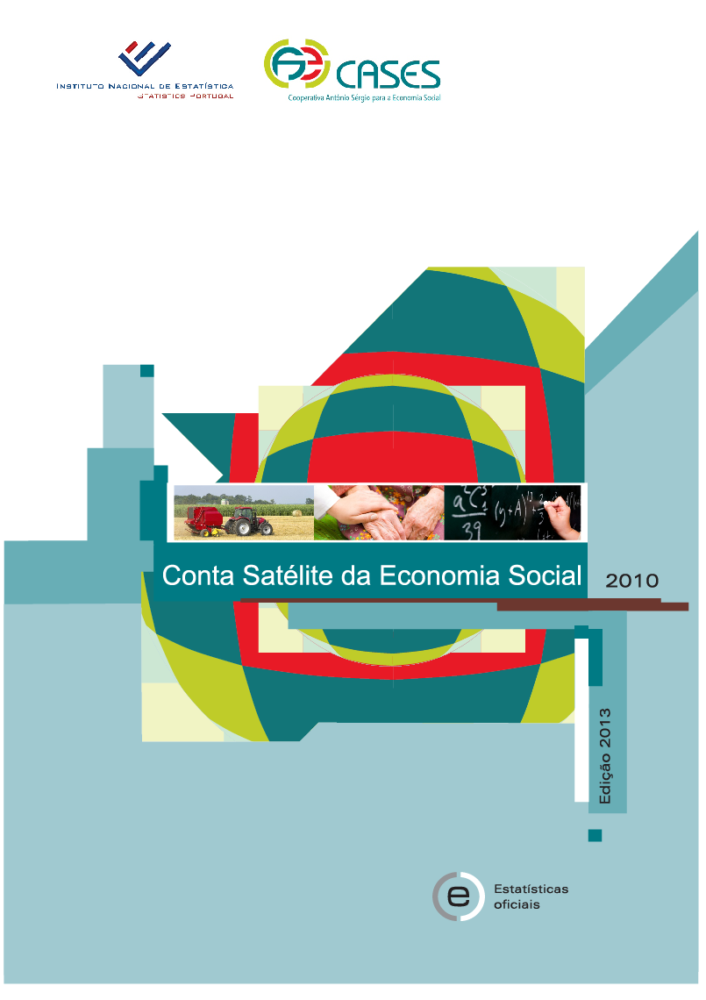 INSTITUTO NACIONAL DE ESTATÍSTICA
STATISTICS PORTUGAL
CASES
Cooperativa António Sérgio para a Economia Social
Conta Satélite da Economia Social
2010
Edição 2013
e
Estatísticas
oficiais